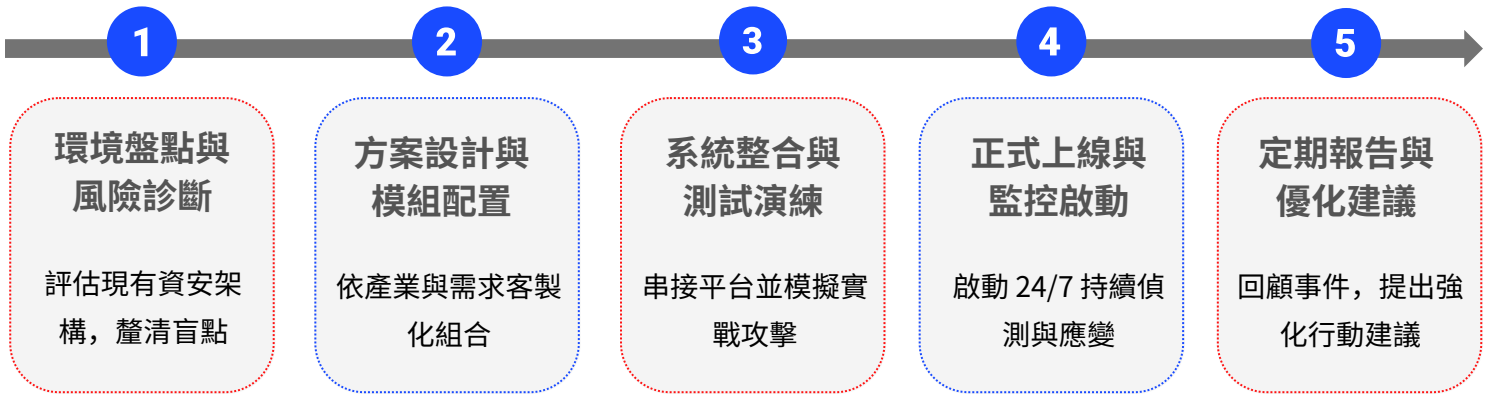 1
2
3
4
5
環境盤點與
風險診斷
評估現有資安架
構，釐清盲點
方案設計與
模組配置
依產業與需求客製
化組合
系統整合與
測試演練
串接平台並模擬實
戰攻擊
正式上線與
監控啟動
啟動 24/7 持續偵
測與應變
定期報告與
優化建議
回顧事件，提出強
化行動建議